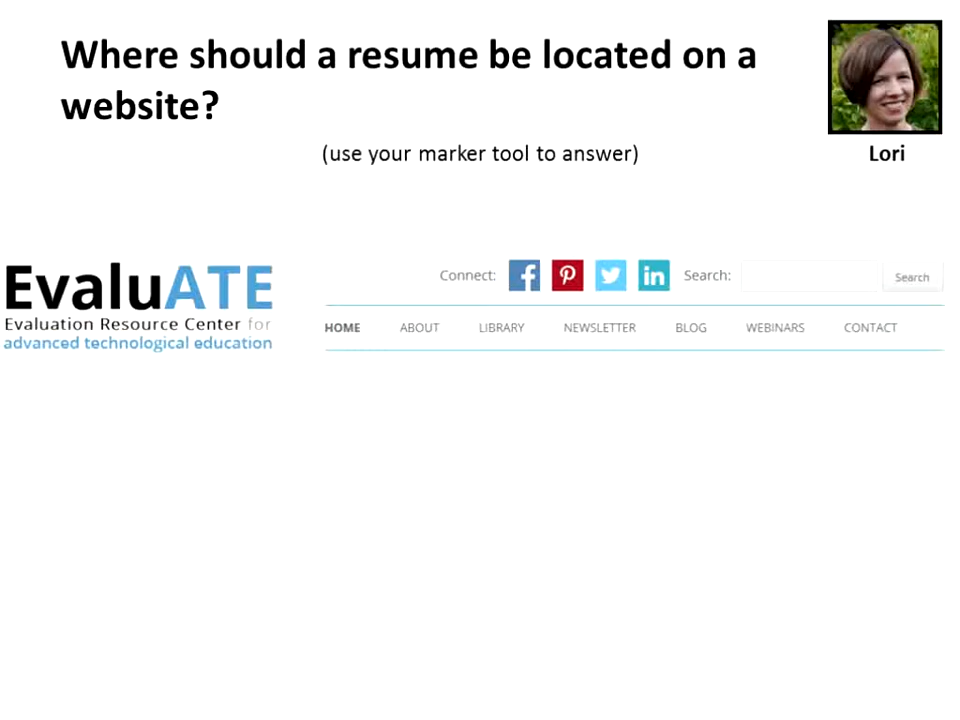 Where should a resume be located on a
website?
(use your marker tool to answer)
Lori
EvaluATE
Evaluation Resource Center for
advanced technological education
Connect: f P in Search: Search
HOME ABOUT LIBRARY NEWSLETTER BLOG WEBINARS CONTACT